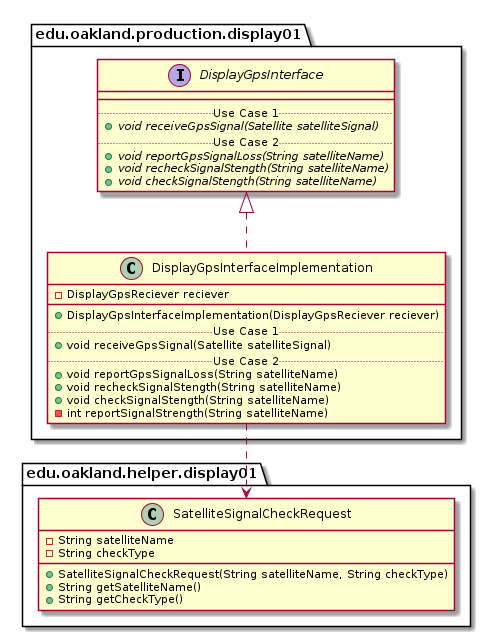 edu.oakland.production.display01
I DisplayGpsInterface
Use Case 1
void receiveGpsSignal(Satellite satelliteSignal)
Use Case 2
void reportGpsSignalLoss(String satelliteName)
void recheckSignalStength(String satelliteName)
void checkSignalStength(String satelliteName)
C DisplayGpsInterfaceImplementation
DisplayGpsReciever reciever
DisplayGpsInterfaceImplementation(DisplayGpsReciever reciever)
Use Case 1
void receiveGpsSignal(Satellite satelliteSignal)
Use Case 2
void reportGpsSignalLoss(String satelliteName)
void recheckSignalStength(String satelliteName)
void checkSignalStength(String satelliteName)
int reportSignalStrength(String satelliteName)
edu.oakland.helper.display01
C SatelliteSignalCheckRequest
String satelliteName
String checkType
SatelliteSignalCheckRequest(String satelliteName, String checkType)
String getSatelliteName()
String getCheckType()